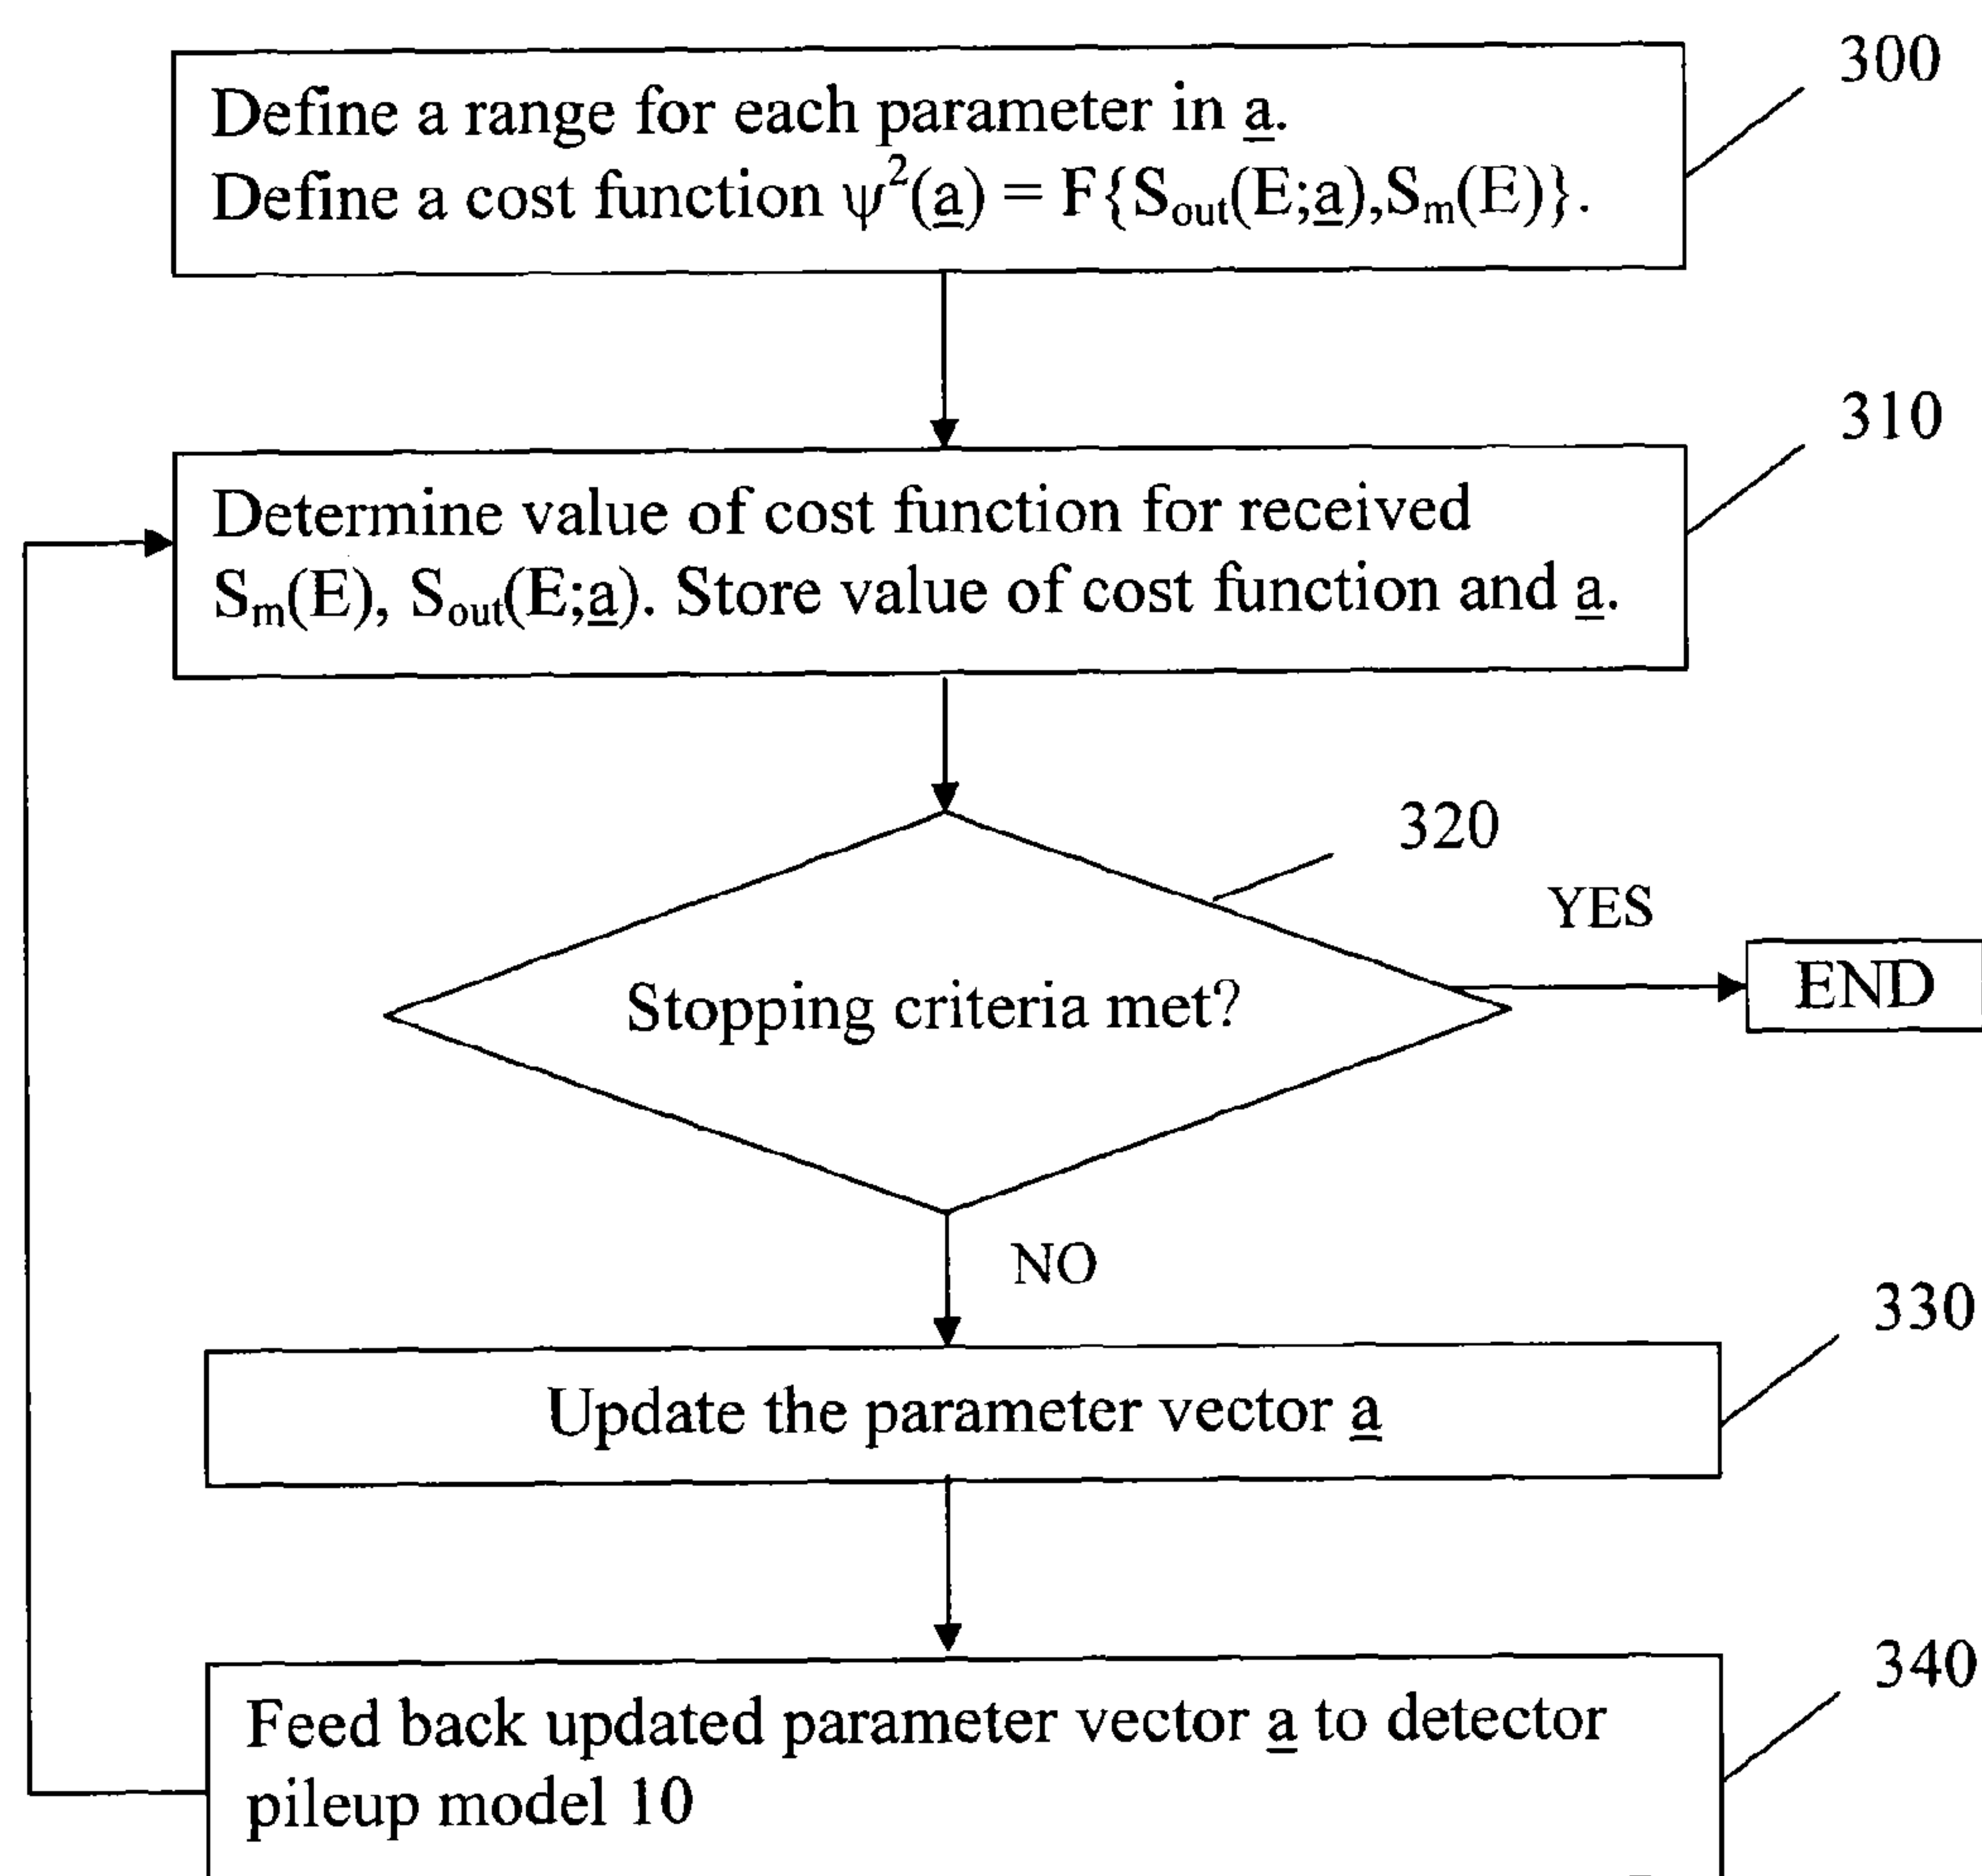 300
Define a range for each parameter in a.
Define a cost function ψ²(a) = F{Sout(E;a),Sm(E)}.
310
Determine value of cost function for received
Sm(E), Sout(E;a). Store value of cost function and a.
320
YES
Stopping criteria met?
END
NO
330
Update the parameter vector a
340
Feed back updated parameter vector a to detector
pileup model 10